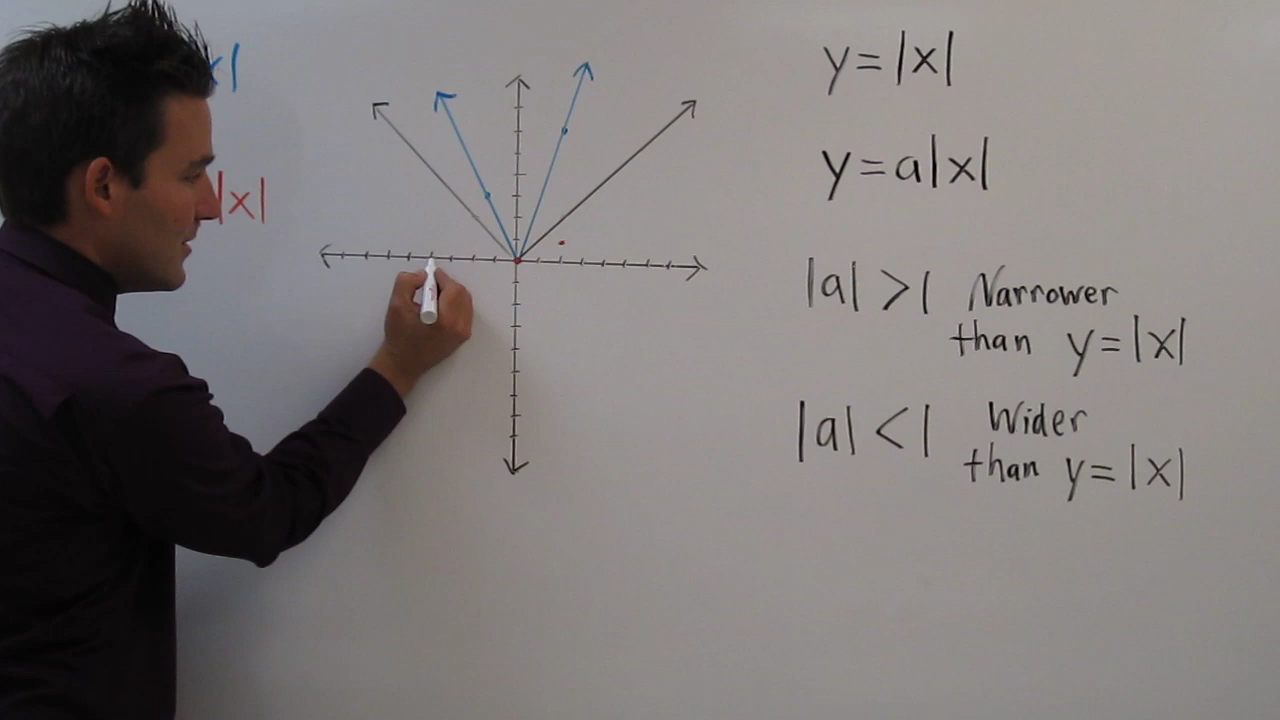 x|
|x|
y=|x|
y=a|x|
|a| >1 Narrower
than y=|x|
|a| <1 Wider
than y=|x|